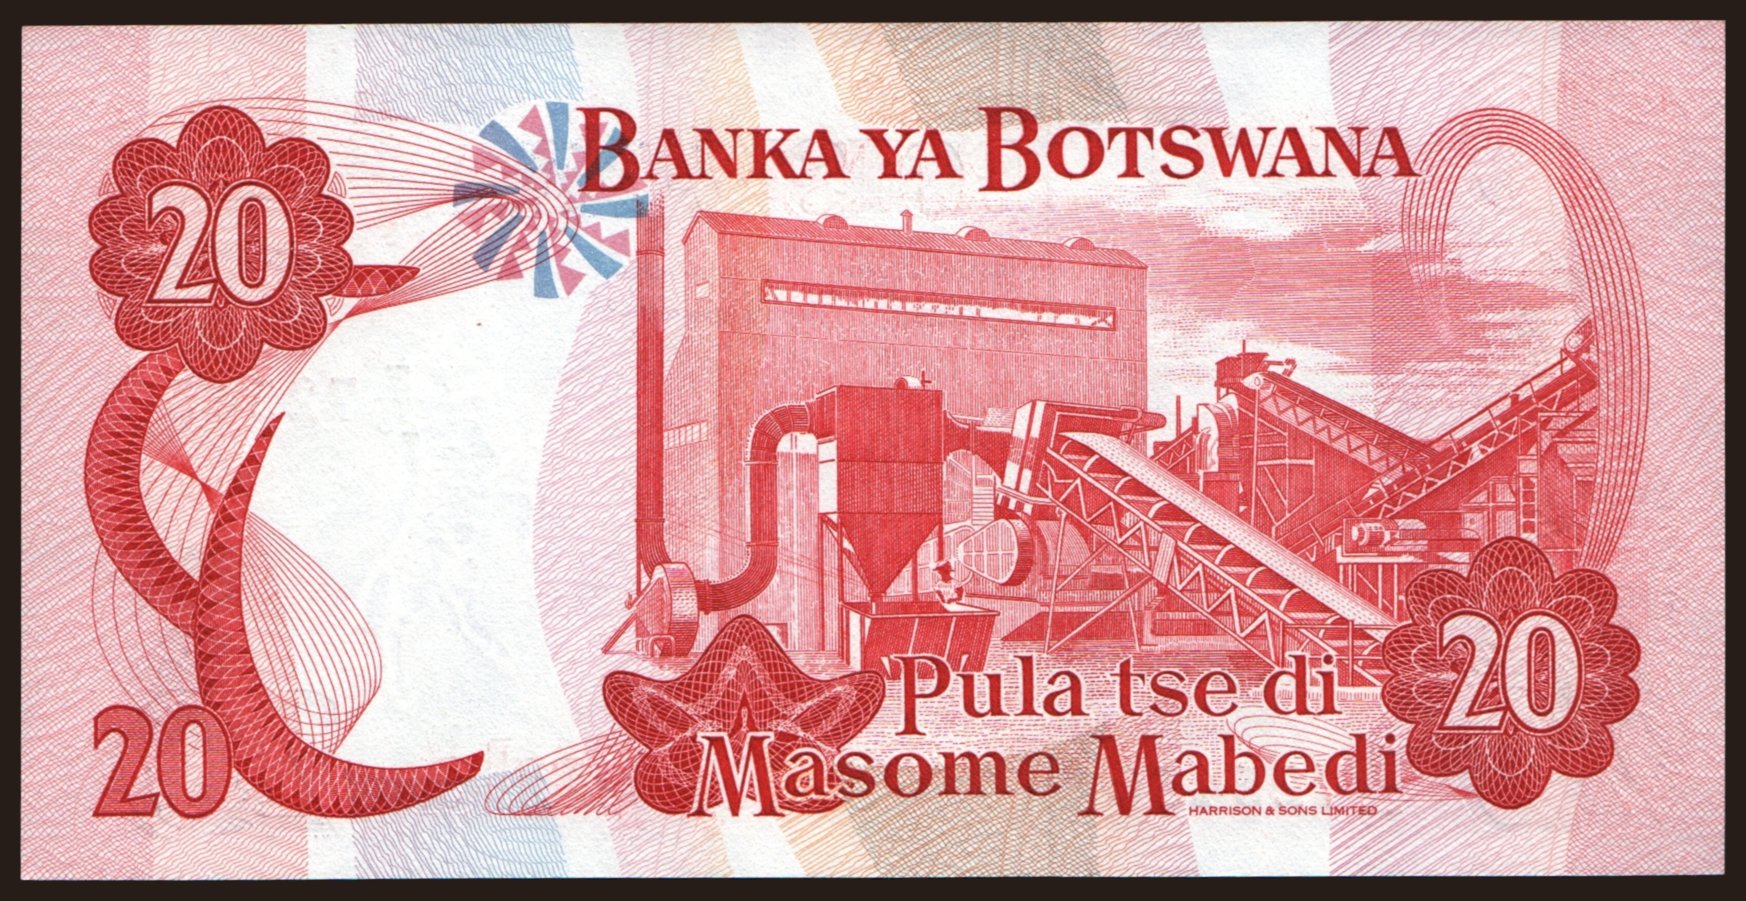 BANKA YA BOTSWANA
20
20
Pula tse di
Masome Mabedi
20
HARRISON & SONS LIMITED